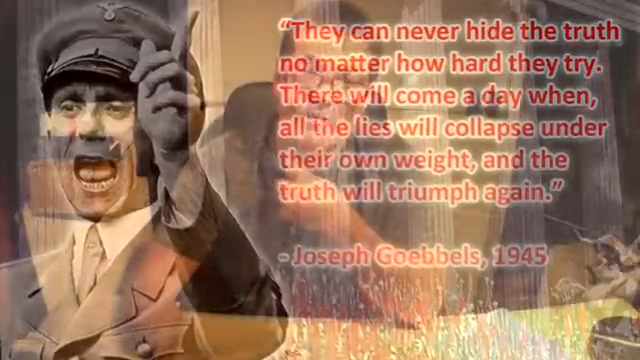 “They can never hide the truth
no matter how hard they try.
There will come a day when,
all the lies will collapse under
their own weight, and the
truth will triumph again.”
- Joseph Goebbels, 1945